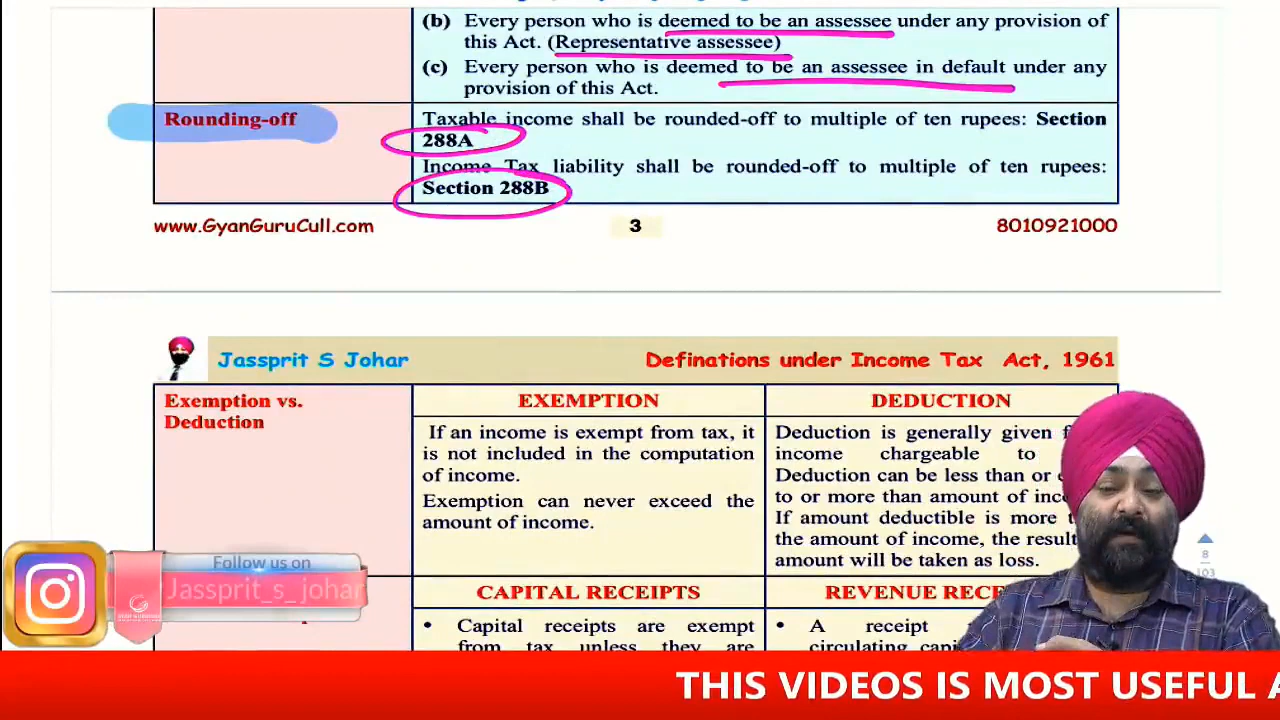 (b) Every person who is deemed to be an assessee under any provision of
this Act. (Representative assessee)
(c) Every person who is deemed to be an assessee in default under any
provision of this Act.
Rounding-off
Taxable income shall be rounded-off to multiple of ten rupees: Section
288A
Income Tax liability shall be rounded-off to multiple of ten rupees:
Section 288B
www.GyanGuruCull.com
3
8010921000
Jassprit S Johar
Definations under Income Tax Act, 1961
Exemption vs.
Deduction
EXEMPTION
If an income is exempt from tax, it
is not included in the computation
of income.
Exemption can never exceed the
amount of income.
DEDUCTION
Deduction is generally given
income chargeable to
Deduction can be less than or
to or more than amount of
If amount deductible is more
the amount of income, the
amount will be taken as loss.
8
103
Follow us on
Jassprit_s_johar
CAPITAL RECEIPTS
• Capital receipts are exempt
from tax unless they are
REVENUE
• A receipt
circulating
THIS VIDEOS IS MOST USEFUL